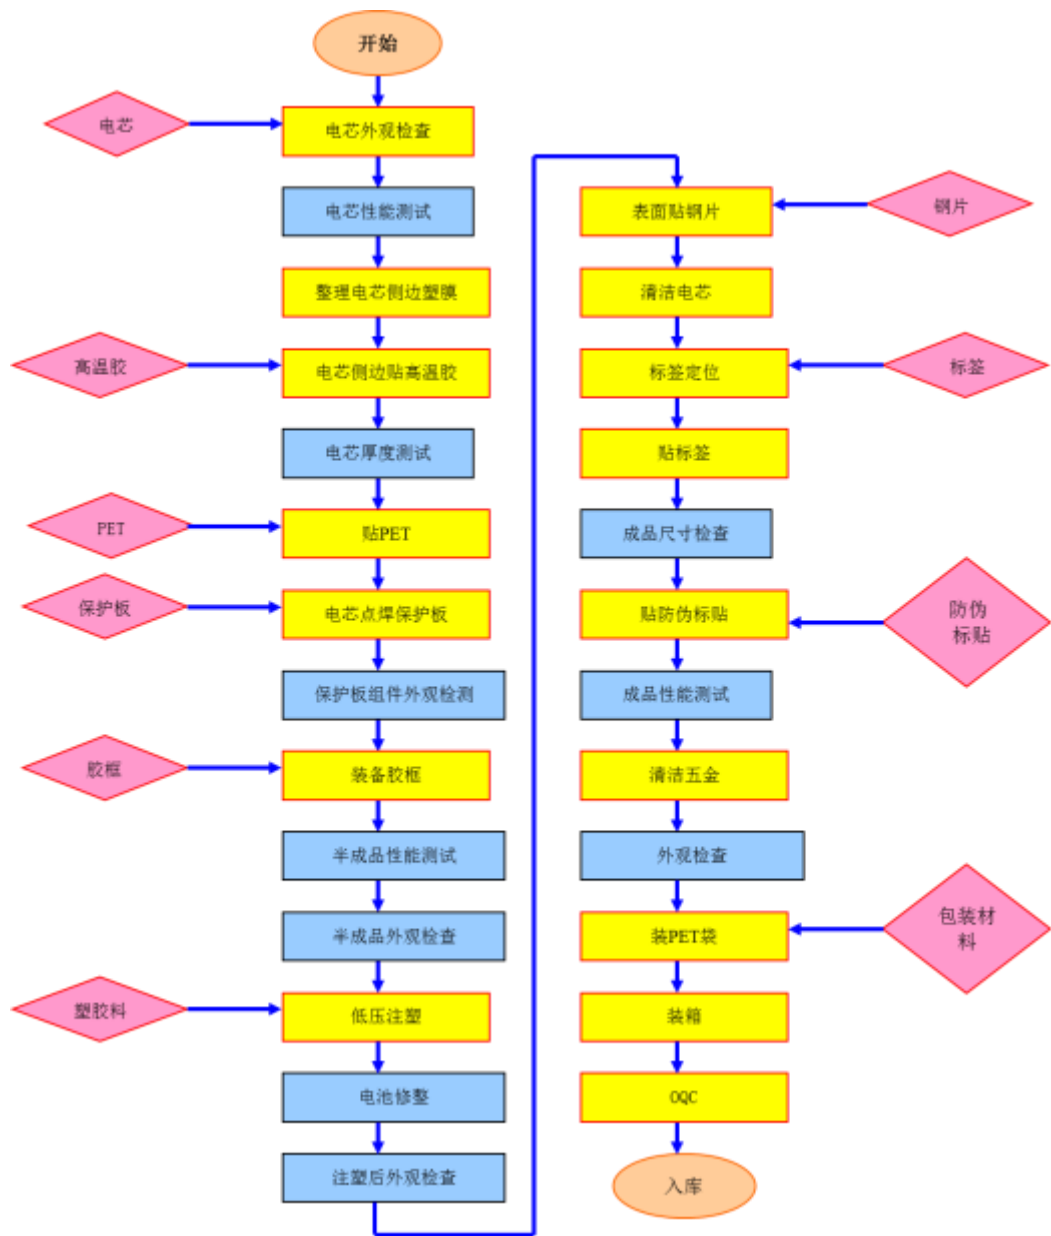 开始
电芯
电芯外观检查
电芯性能测试
整理电芯侧边塑膜
高温胶
电芯侧边贴高温胶
电芯厚度测试
PET
贴PET
保护板
电芯点焊保护板
保护板组件外观检测
胶框
装备胶框
半成品性能测试
半成品外观检查
塑胶料
低压注塑
电池修整
注塑后外观检查
表面贴钢片
钢片
清洁电芯
标签定位
标签
贴标签
成品尺寸检查
贴防伪标贴
防伪
标贴
成品性能测试
清洁五金
外观检查
装PET袋
包装材
料
装箱
OQC
入库